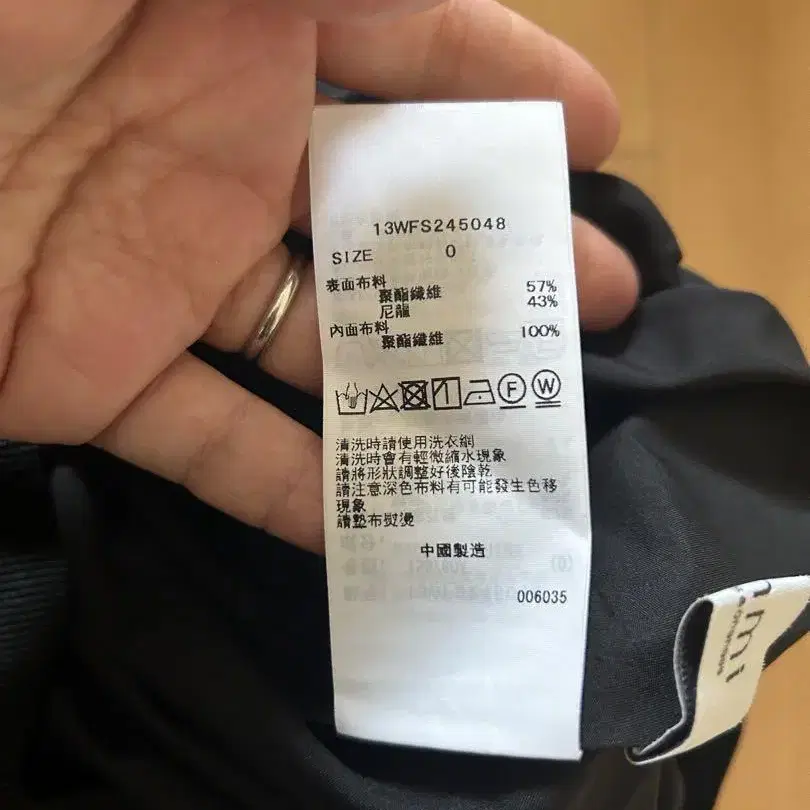 13WFS245048
SIZE 0
表面布料
聚酯纖維 57%
尼龍 43%
內面布料
聚酯纖維 100%
F W
清洗時請使用洗衣網
清洗時會有輕微縮水現象
請將形狀調整好後陰乾
請注意深色布料有可能發生色移
現象
請墊布熨燙
中國製造
006035